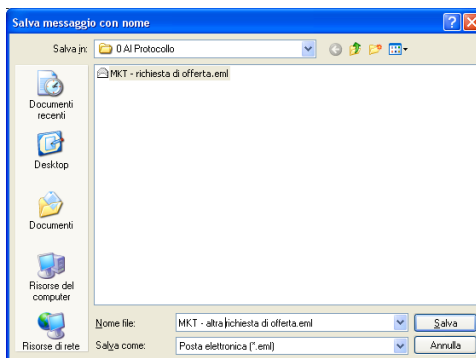 Salva messaggio con nome
Salva in:
0 Al Protocollo
MKT - richiesta di offerta.eml
Documenti
recenti
Desktop
Documenti
Risorse del
computer
Risorse di rete
Nome file:
MKT - altra richiesta di offerta.eml
Salva
Salva come:
Posta elettronica (*.eml)
Annulla